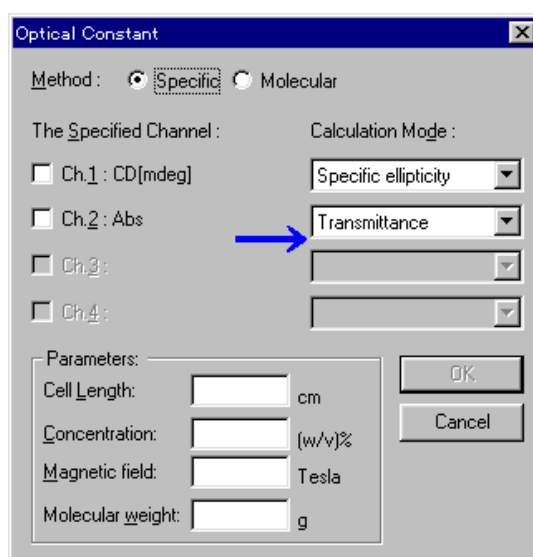 Optical Constant
Method : Specific Molecular
The Specified Channel : Calculation Mode :
Ch.1 : CD[mdeg] Specific ellipticity
Ch.2 : Abs Transmittance
Ch.3 :
Ch.4 :
Parameters:
Cell Length: cm
Concentration: (w/v)%
Magnetic field: Tesla
Molecular weight: g
OK
Cancel